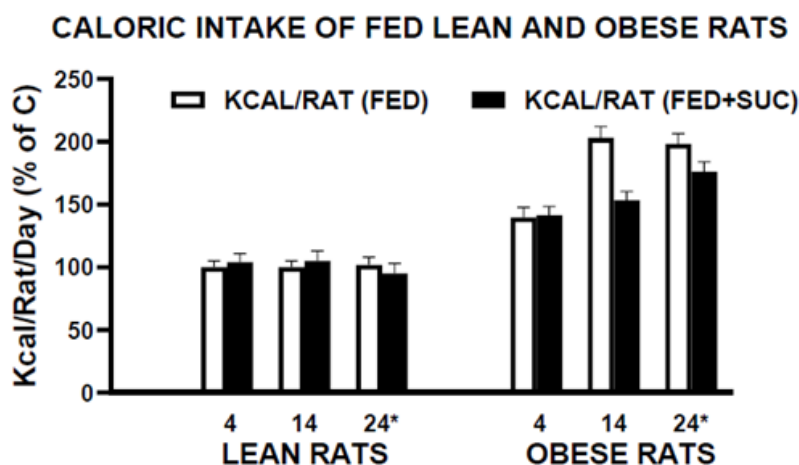 CALORIC INTAKE OF FED LEAN AND OBESE RATS
Kcal/Rat/Day (% of C)
250
200
150
100
50
0
KCAL/RAT (FED) KCAL/RAT (FED+SUC)
4 14 24* 4 14 24*
LEAN RATS OBESE RATS